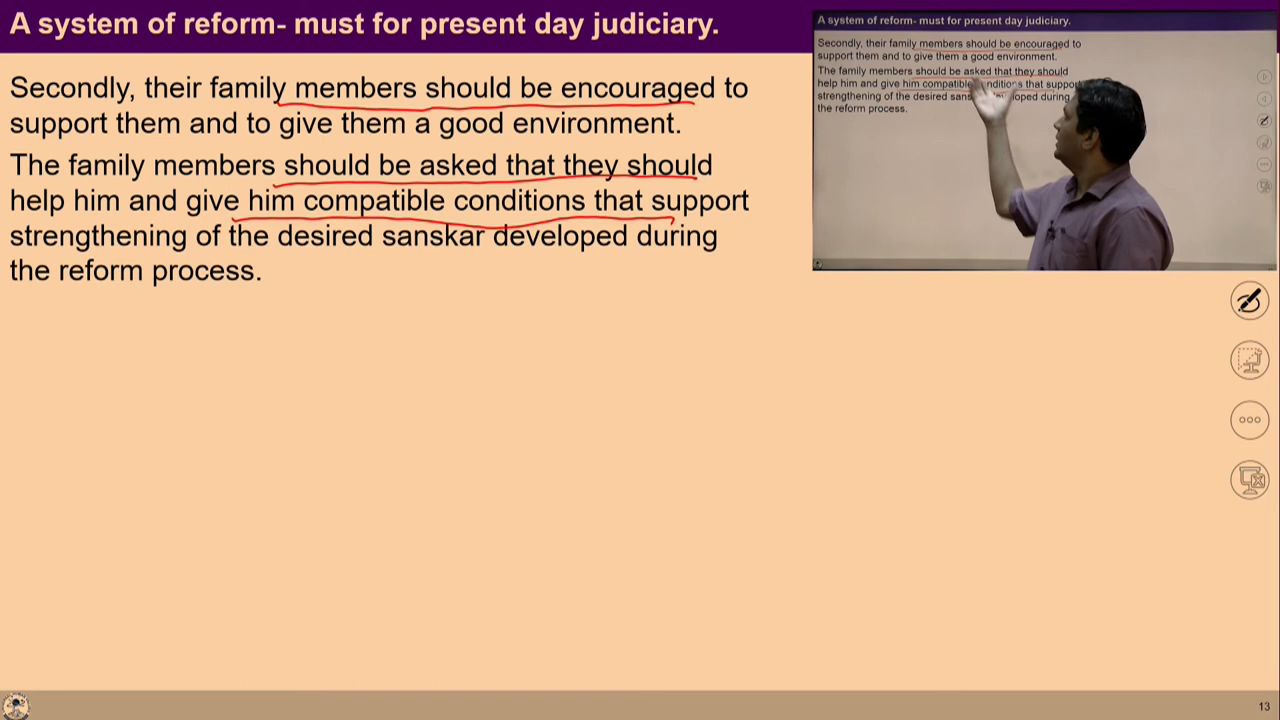 A system of reform- must for present day judiciary.
Secondly, their family members should be encouraged to
support them and to give them a good environment.
The family members should be asked that they should
help him and give him compatible conditions that support
strengthening of the desired sanskar developed during
the reform process.
A system of reform- must for present day judiciary.
Secondly, their family members should be encouraged to
support them and to give them a good environment.
The family members should be asked that they should
help him and give him compatible conditions that suppor
strengthening of the desired sans oped during
the reform process.
13